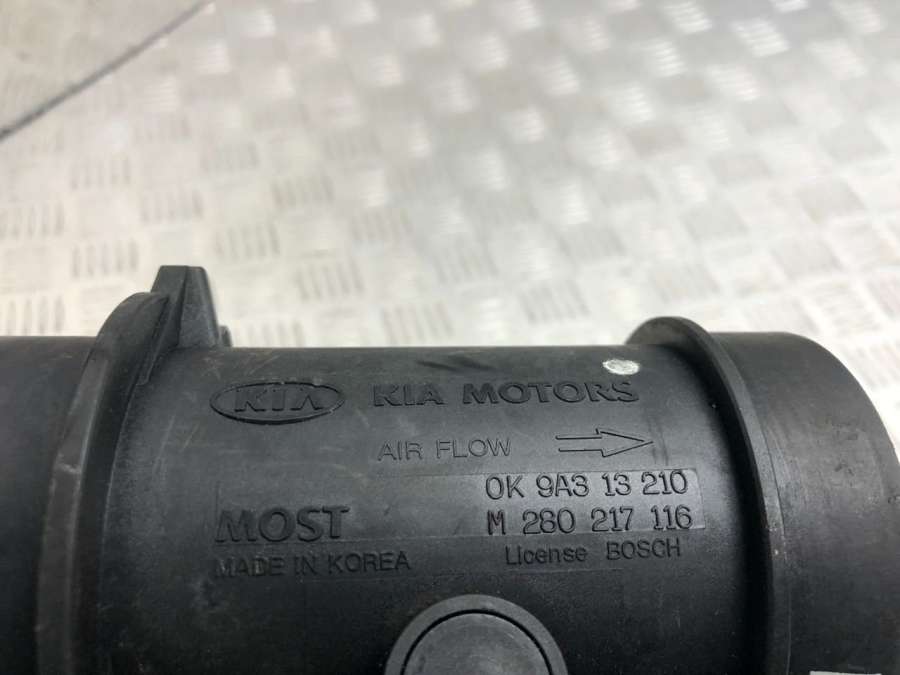 KIA KIA MOTORS
AIR FLOW
0K 9A3 13 210
MOST M 280 217 116
MADE IN KOREA License BOSCH